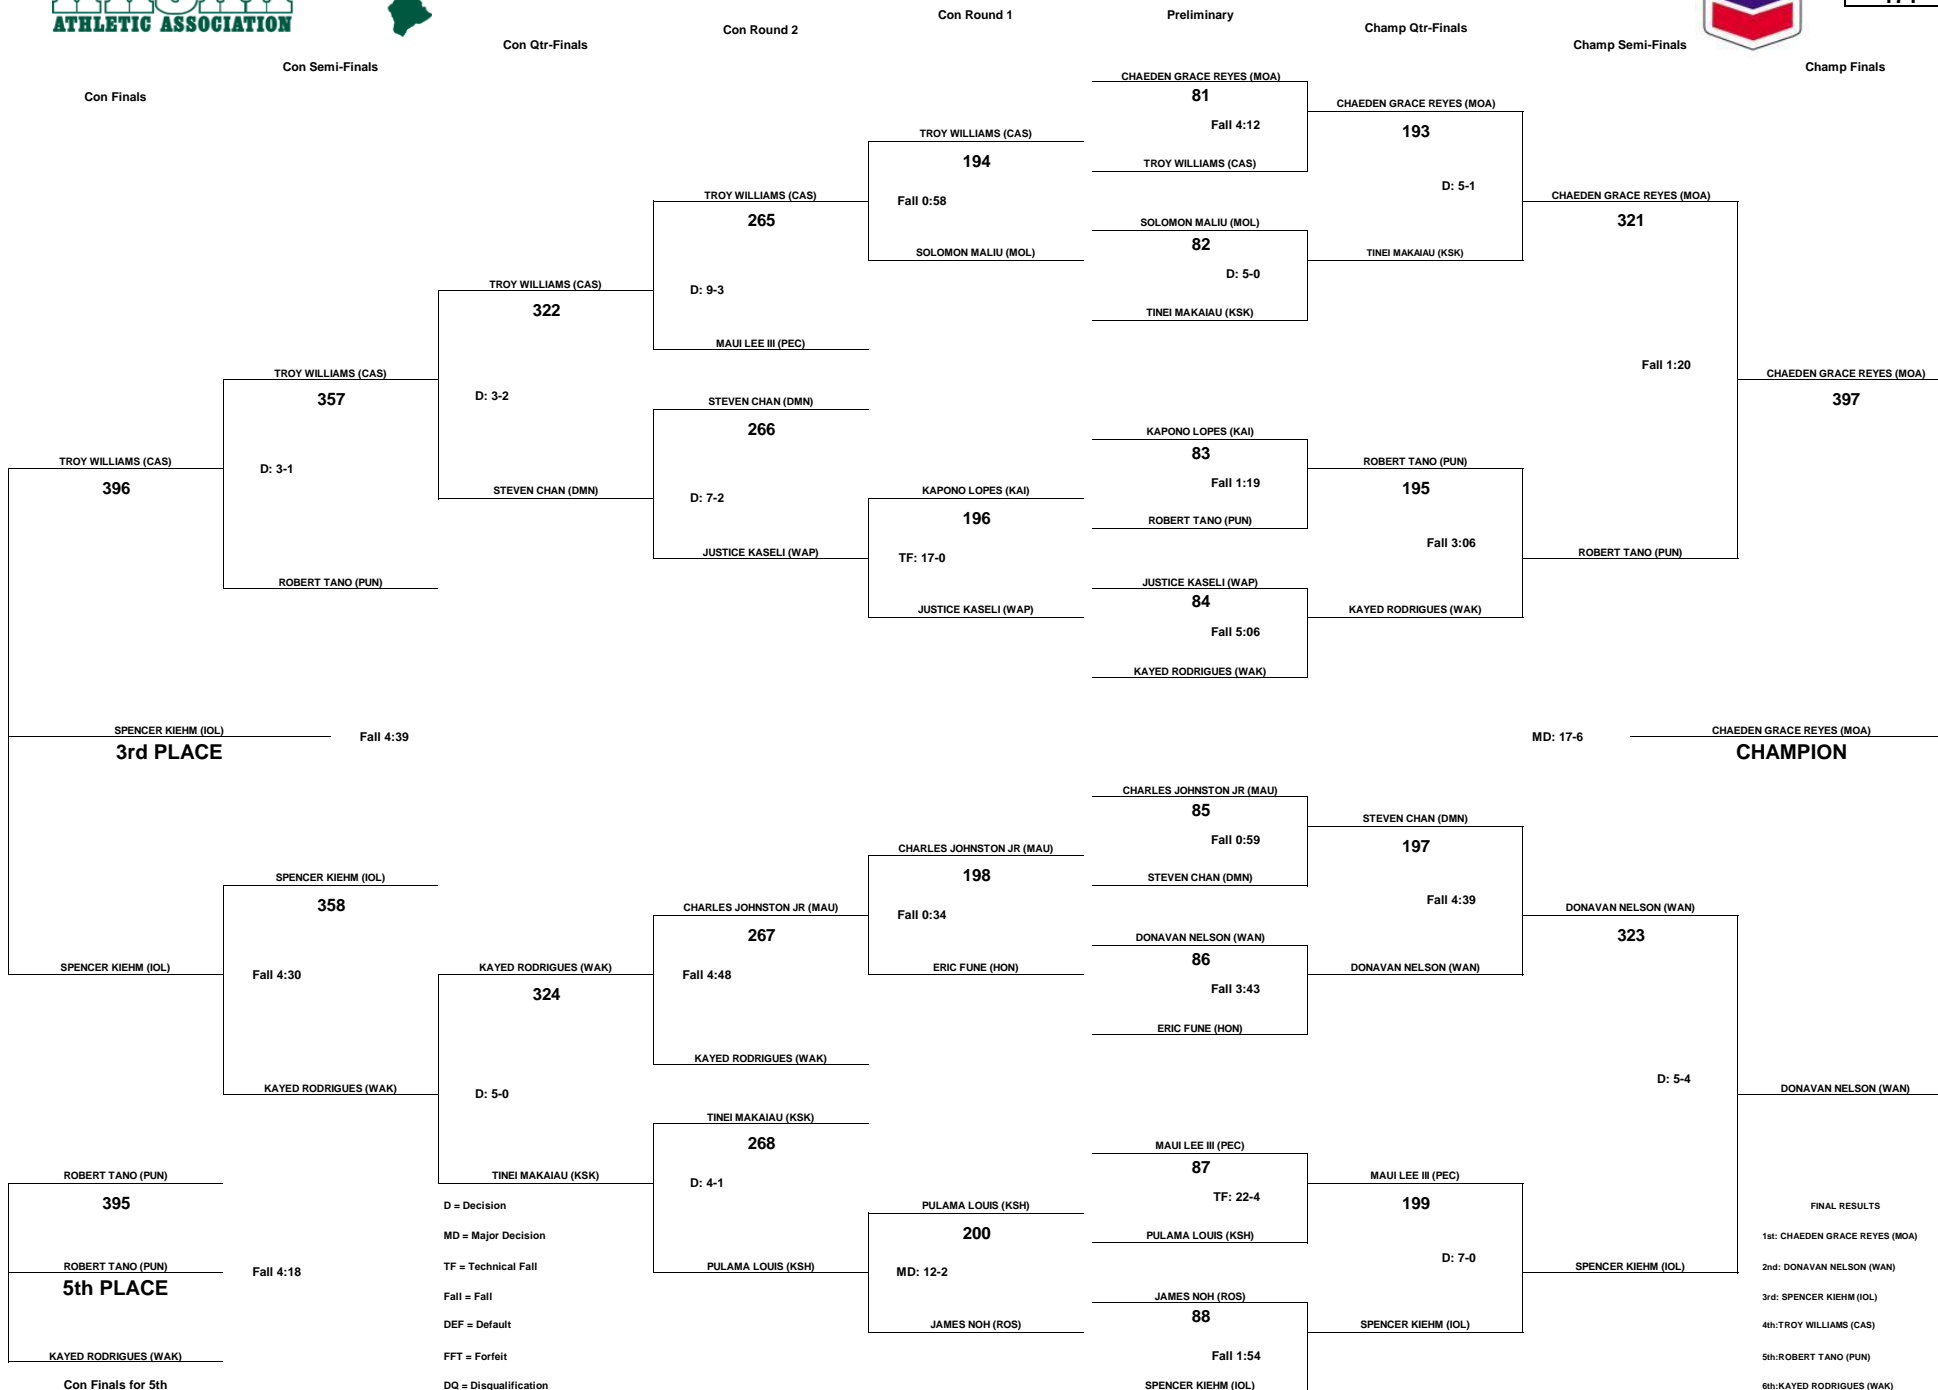 ATHLETIC ASSOCIATION
Con Finals
Con Semi-Finals
Con Qtr-Finals
Con Round 2
Con Round 1
Preliminary
Champ Qtr-Finals
Champ Semi-Finals
Champ Finals
CHAEDEN GRACE REYES (MOA)
81
Fall 4:12
TROY WILLIAMS (CAS)
SOLOMON MALIU (MOL)
82
D: 5-0
TINEI MAKAIAU (KSK)
KAPONO LOPES (KAI)
83
Fall 1:19
ROBERT TANO (PUN)
JUSTICE KASELI (WAP)
84
Fall 5:06
KAYED RODRIGUES (WAK)
CHAEDEN GRACE REYES (MOA)
193
D: 5-1
TINEI MAKAIAU (KSK)
ROBERT TANO (PUN)
195
Fall 3:06
KAYED RODRIGUES (WAK)
CHAEDEN GRACE REYES (MOA)
321
Fall 1:20
ROBERT TANO (PUN)
CHAEDEN GRACE REYES (MOA)
397
TROY WILLIAMS (CAS)
194
Fall 0:58
SOLOMON MALIU (MOL)
KAPONO LOPES (KAI)
196
TF: 17-0
JUSTICE KASELI (WAP)
TROY WILLIAMS (CAS)
265
D: 9-3
MAUI LEE III (PEC)
STEVEN CHAN (DMN)
266
D: 7-2
JUSTICE KASELI (WAP)
TROY WILLIAMS (CAS)
322
D: 3-2
STEVEN CHAN (DMN)
TROY WILLIAMS (CAS)
357
D: 3-1
ROBERT TANO (PUN)
TROY WILLIAMS (CAS)
396
SPENCER KIEHM (IOL)
3rd PLACE
Fall 4:39
MD: 17-6
CHAEDEN GRACE REYES (MOA)
CHAMPION
CHARLES JOHNSTON JR (MAU)
85
Fall 0:59
STEVEN CHAN (DMN)
DONAVAN NELSON (WAN)
86
Fall 3:43
ERIC FUNE (HON)
MAUI LEE III (PEC)
87
TF: 22-4
PULAMA LOUIS (KSH)
JAMES NOH (ROS)
88
Fall 1:54
SPENCER KIEHM (IOL)
STEVEN CHAN (DMN)
197
Fall 4:39
DONAVAN NELSON (WAN)
MAUI LEE III (PEC)
199
D: 7-0
SPENCER KIEHM (IOL)
DONAVAN NELSON (WAN)
323
D: 5-4
SPENCER KIEHM (IOL)
DONAVAN NELSON (WAN)
CHARLES JOHNSTON JR (MAU)
198
Fall 0:34
ERIC FUNE (HON)
PULAMA LOUIS (KSH)
200
MD: 12-2
JAMES NOH (ROS)
CHARLES JOHNSTON JR (MAU)
267
Fall 4:48
KAYED RODRIGUES (WAK)
TINEI MAKAIAU (KSK)
268
D: 4-1
PULAMA LOUIS (KSH)
KAYED RODRIGUES (WAK)
324
D: 5-0
TINEI MAKAIAU (KSK)
SPENCER KIEHM (IOL)
358
Fall 4:30
KAYED RODRIGUES (WAK)
SPENCER KIEHM (IOL)
ROBERT TANO (PUN)
395
ROBERT TANO (PUN)
5th PLACE
Fall 4:18
KAYED RODRIGUES (WAK)
Con Finals for 5th
D = Decision
MD = Major Decision
TF = Technical Fall
Fall = Fall
DEF = Default
FFT = Forfeit
DQ = Disqualification
FINAL RESULTS
1st: CHAEDEN GRACE REYES (MOA)
2nd: DONAVAN NELSON (WAN)
3rd: SPENCER KIEHM (IOL)
4th:TROY WILLIAMS (CAS)
5th:ROBERT TANO (PUN)
6th:KAYED RODRIGUES (WAK)